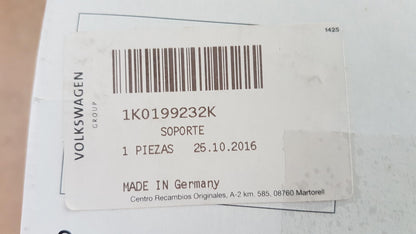 1425
VOLKSWAGEN
GROUP
1K0199232K
SOPORTE
1 PIEZAS 25.10.2016
MADE IN Germany
Centro Recambios Originales, A-2 km. 585, 08760 Martorell